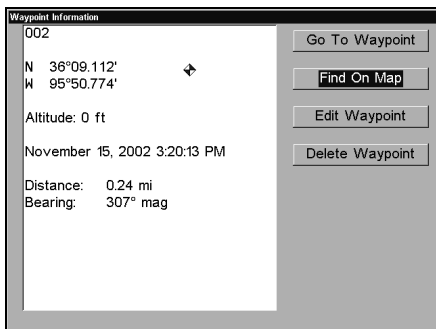 Waypoint Information
002
N 36°09.112'
W 95°50.774'
Altitude: 0 ft
November 15, 2002 3:20:13 PM
Distance: 0.24 mi
Bearing: 307° mag
Go To Waypoint
Find On Map
Edit Waypoint
Delete Waypoint